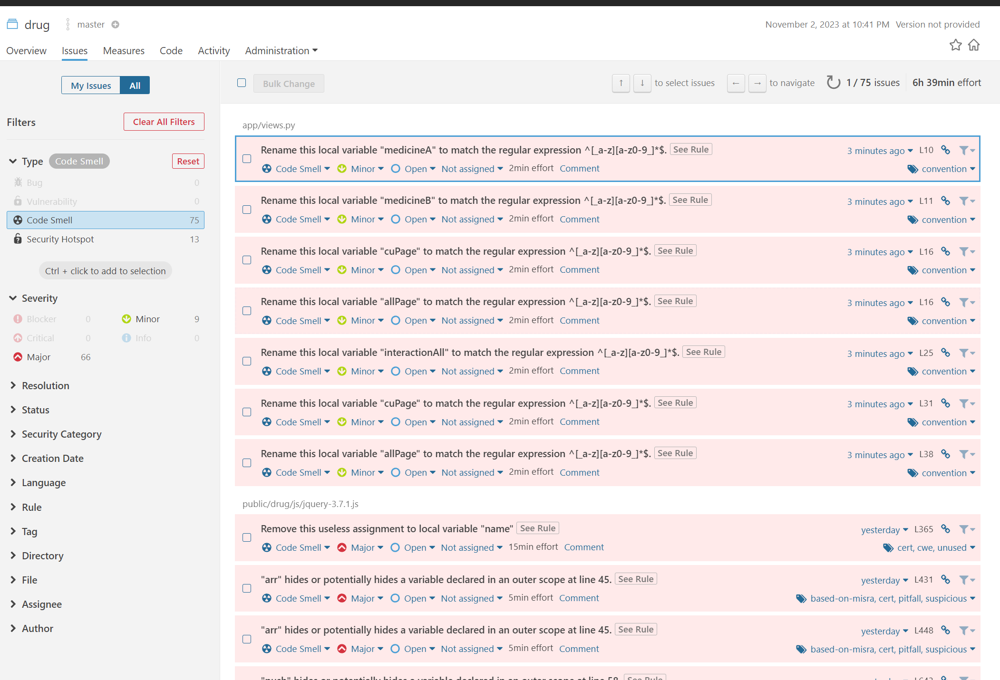 drug master
November 2, 2023 at 10:41 PM Version not provided
Overview Issues Measures Code Activity Administration
My Issues All
Bulk Change
↑ ↓ to select issues ← → to navigate 1 / 75 issues 6h 39min effort
Filters
Clear All Filters
Type Code Smell Reset
Bug 0
Vulnerability 0
Code Smell 75
Security Hotspot 13
Ctrl + click to add to selection
Severity
Blocker 0 Minor 9
Critical 0 Info 0
Major 66
Resolution
Status
Security Category
Creation Date
Language
Rule
Tag
Directory
File
Assignee
Author
app/views.py
Rename this local variable "medicineA" to match the regular expression ^[_a-z][a-z0-9_]*$. See Rule 3 minutes ago L10
Code Smell Minor Open Not assigned 2min effort Comment convention
Rename this local variable "medicineB" to match the regular expression ^[_a-z][a-z0-9_]*$. See Rule 3 minutes ago L11
Code Smell Minor Open Not assigned 2min effort Comment convention
Rename this local variable "cuPage" to match the regular expression ^[_a-z][a-z0-9_]*$. See Rule 3 minutes ago L16
Code Smell Minor Open Not assigned 2min effort Comment convention
Rename this local variable "allPage" to match the regular expression ^[_a-z][a-z0-9_]*$. See Rule 3 minutes ago L16
Code Smell Minor Open Not assigned 2min effort Comment convention
Rename this local variable "interactionAll" to match the regular expression ^[_a-z][a-z0-9_]*$. See Rule 3 minutes ago L25
Code Smell Minor Open Not assigned 2min effort Comment convention
Rename this local variable "cuPage" to match the regular expression ^[_a-z][a-z0-9_]*$. See Rule 3 minutes ago L31
Code Smell Minor Open Not assigned 2min effort Comment convention
Rename this local variable "allPage" to match the regular expression ^[_a-z][a-z0-9_]*$. See Rule 3 minutes ago L38
Code Smell Minor Open Not assigned 2min effort Comment convention
public/drug/js/jquery-3.7.1.js
Remove this useless assignment to local variable "name" See Rule yesterday L365
Code Smell Major Open Not assigned 15min effort Comment cert, cwe, unused
"arr" hides or potentially hides a variable declared in an outer scope at line 45. See Rule yesterday L431
Code Smell Major Open Not assigned 5min effort Comment based-on-misra, cert, pitfall, suspicious
"arr" hides or potentially hides a variable declared in an outer scope at line 45. See Rule yesterday L448
Code Smell Major Open Not assigned 5min effort Comment based-on-misra, cert, pitfall, suspicious
hides or potentially hides a variable declared in an outer scope at line See Rule